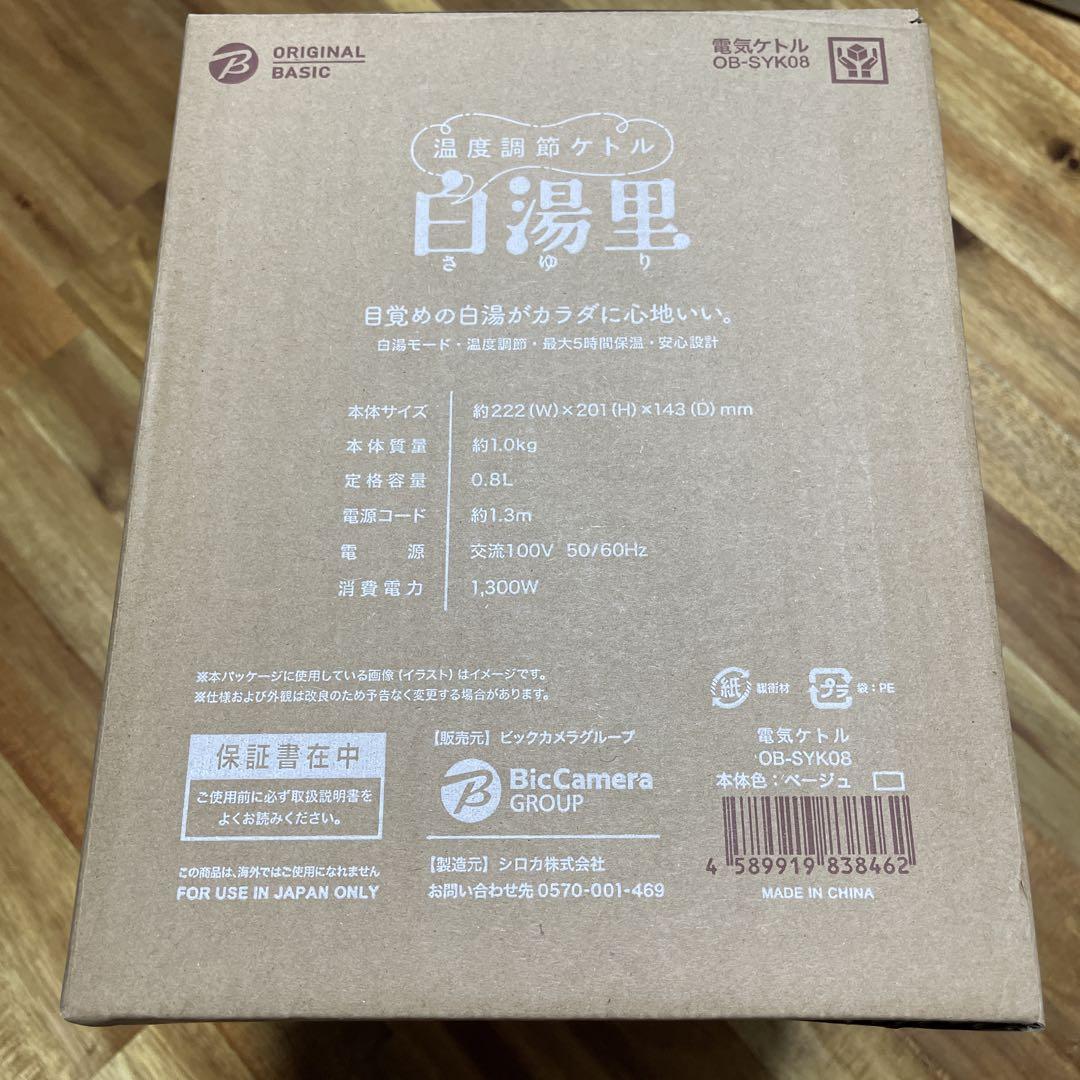 B ORIGINAL
BASIC
電気ケトル
OB-SYK08
温度調節ケトル
白湯里
さゆり
目覚めの白湯がカラダに心地いい。
白湯モード・温度調節・最大5時間保温・安心設計
本体サイズ 約222(W)×201(H)×143(D)mm
本体質量 約1.0kg
定格容量 0.8L
電源コード 約1.3m
電源 交流100V 50/60Hz
消費電力 1,300W
※本パッケージに使用している画像(イラスト)はイメージです。
※仕様および外観は改良のため予告なく変更する場合があります。
紙 緩衝材 プラ 袋:PE
保証書在中
ご使用前に必ず取扱説明書を
よくお読みください。
この商品は、海外ではご使用になれません
FOR USE IN JAPAN ONLY
【販売元】ビックカメラグループ
B BicCamera
GROUP
【製造元】シロカ株式会社
お問い合わせ先 0570-001-469
電気ケトル
OB-SYK08
本体色:ベージュ
4 589919 838462
MADE IN CHINA